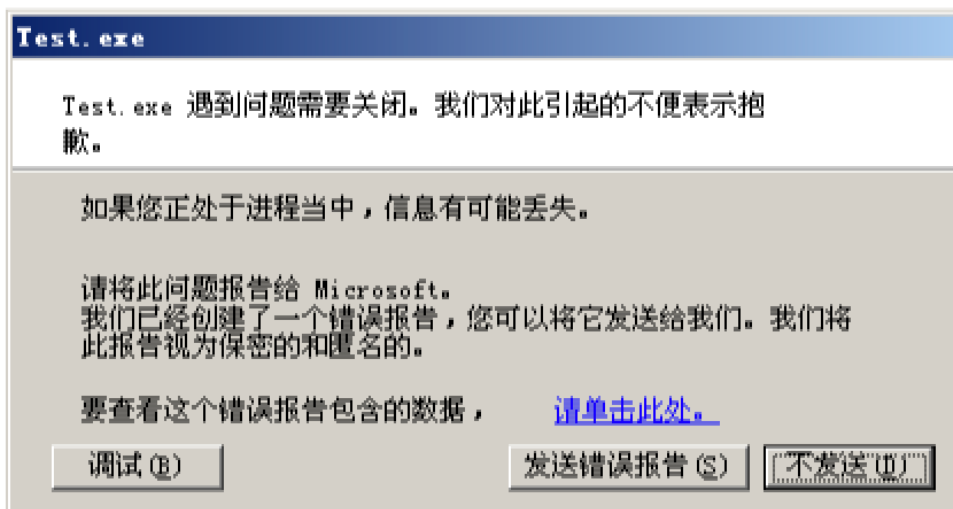 Test.exe
Test.exe 遇到问题需要关闭。我们对此引起的不便表示抱
歉。
如果您正处于进程当中，信息有可能丢失。
请将此问题报告给 Microsoft。
我们已经创建了一个错误报告，您可以将它发送给我们。我们将
此报告视为保密的和匿名的。
要查看这个错误报告包含的数据， 请单击此处。
调试(B) 发送错误报告(S) 不发送(D)